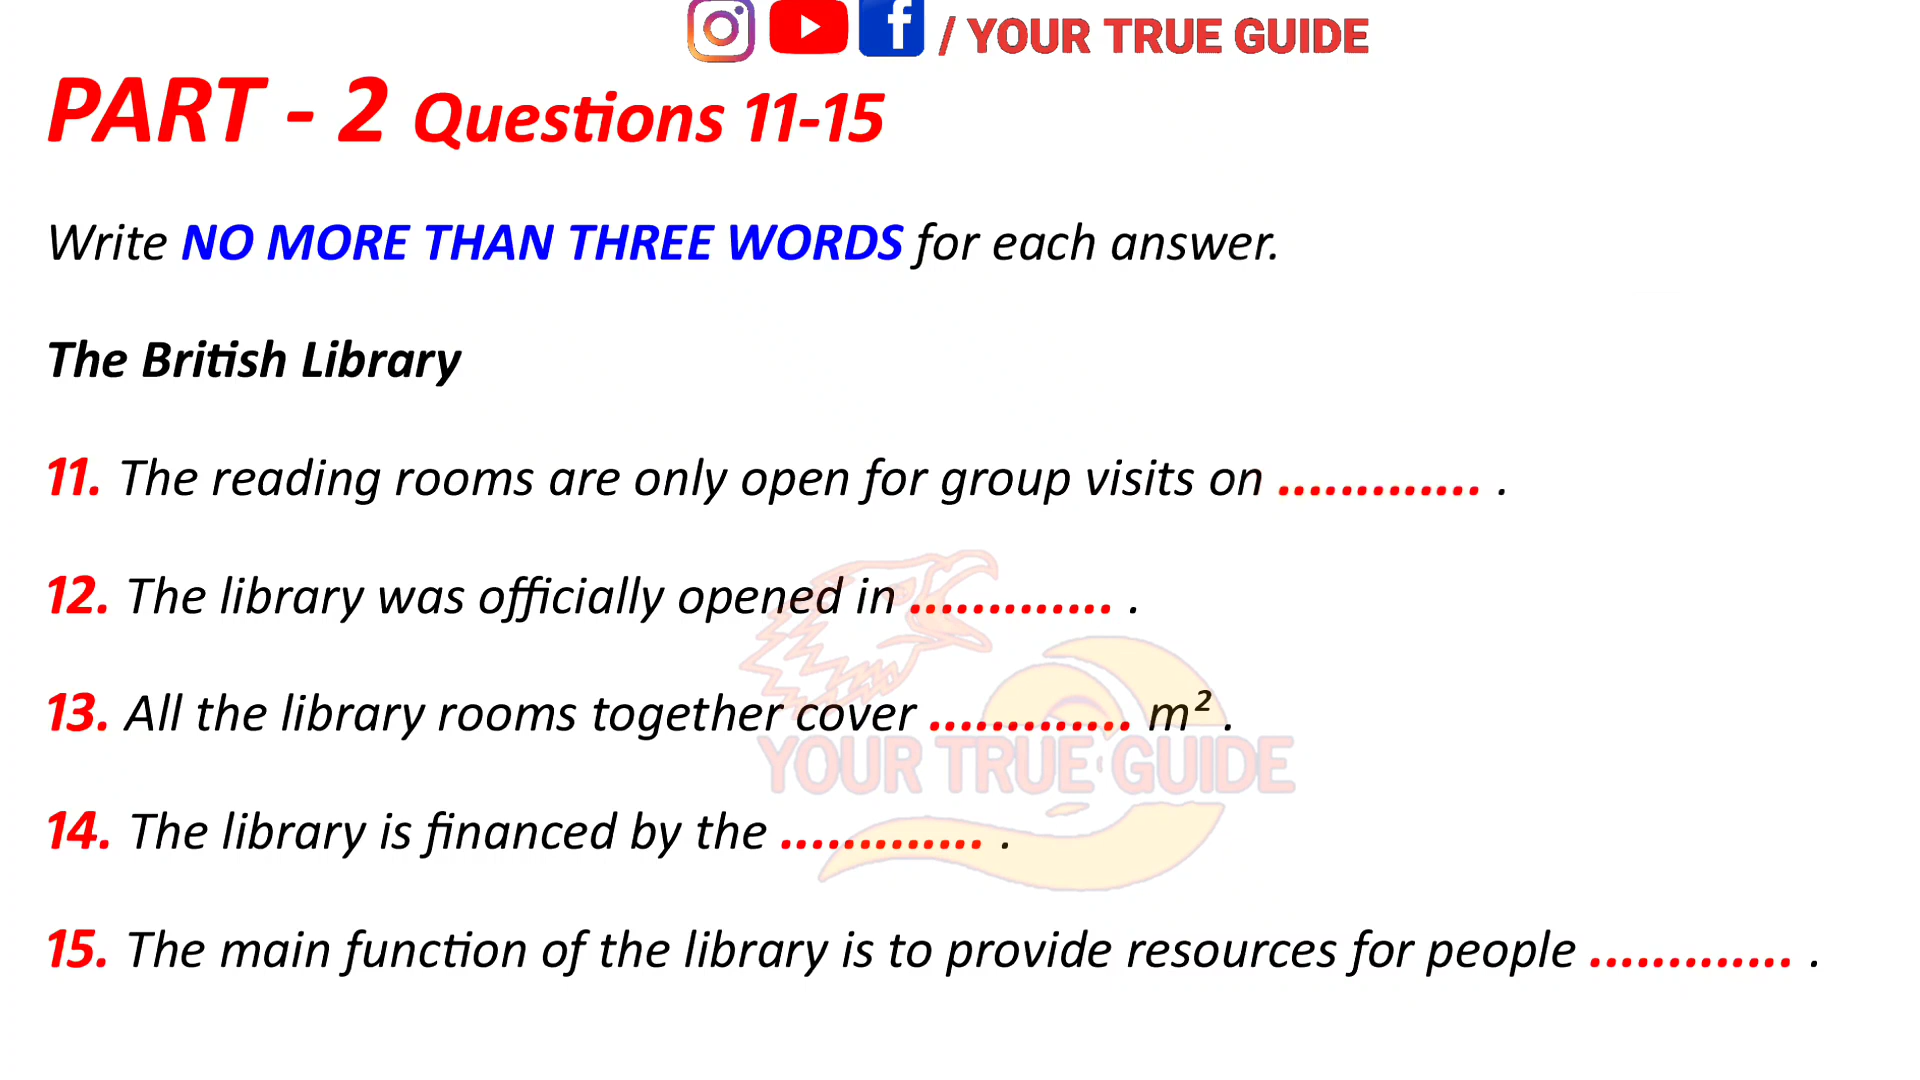 / YOUR TRUE GUIDE
PART - 2 Questions 11-15
Write NO MORE THAN THREE WORDS for each answer.
The British Library
11. The reading rooms are only open for group visits on ............. .
12. The library was officially opened in ............. .
13. All the library rooms together cover ............. m² .
YOUR TRUE GUIDE
14. The library is financed by the ............. .
15. The main function of the library is to provide resources for people ............. .